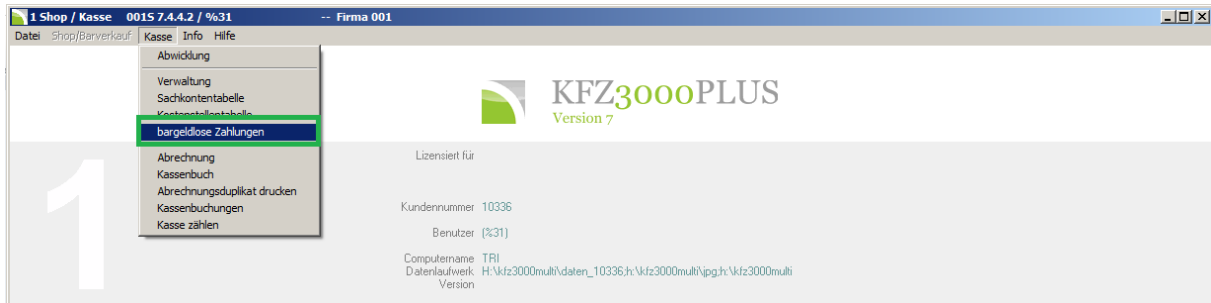 1 Shop / Kasse 001S 7.4.4.2 / %31 -- Firma 001
Datei Shop/Barverkauf Kasse Info Hilfe
Abwicklung
Verwaltung
Sachkontentabelle
Kostenstellentabelle
bargeldlose Zahlungen
Abrechnung
Kassenbuch
Abrechnungsduplikat drucken
Kassenbuchungen
Kasse zählen
KFZ3000PLUS
Version 7
1
Lizensiert für
Kundennummer 10336
Benutzer (%31)
Computername TRI
Datenlaufwerk H:\kfz3000multi\daten_10336;h:\kfz3000multi\jpg;h:\kfz3000multi
Version